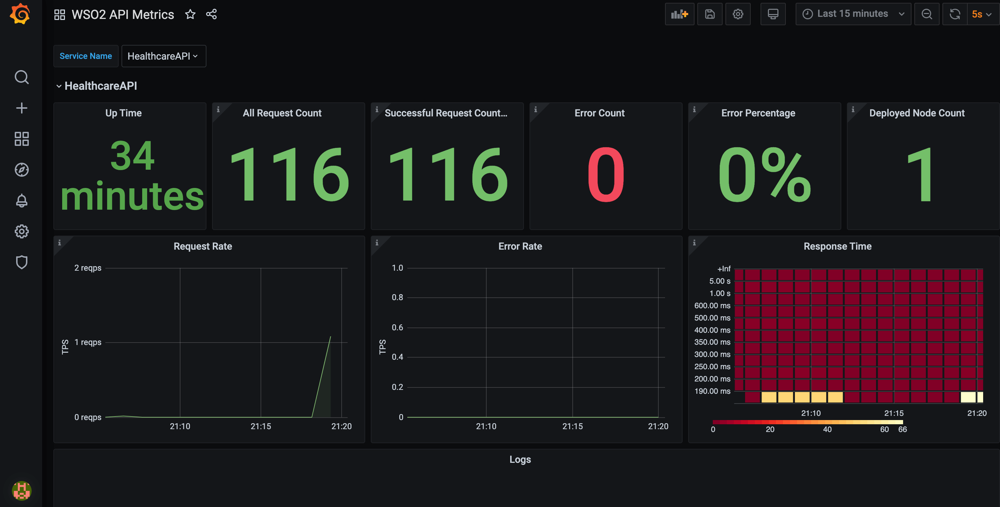 WSO2 API Metrics
Last 15 minutes
5s
Service Name
HealthcareAPI
HealthcareAPI
Up Time
34
minutes
All Request Count
116
Successful Request Count...
116
Error Count
0
Error Percentage
0%
Deployed Node Count
1
Request Rate
2 reqps
1 reqps
0 reqps
TPS
21:10
21:15
21:20
Error Rate
1.0
0.8
0.6
0.4
0.2
0
TPS
21:10
21:15
21:20
Response Time
+Inf
5.00 s
1.00 s
600.00 ms
500.00 ms
400.00 ms
350.00 ms
300.00 ms
250.00 ms
200.00 ms
190.00 ms
21:10
21:15
21:20
0
20
40
60
66
Logs